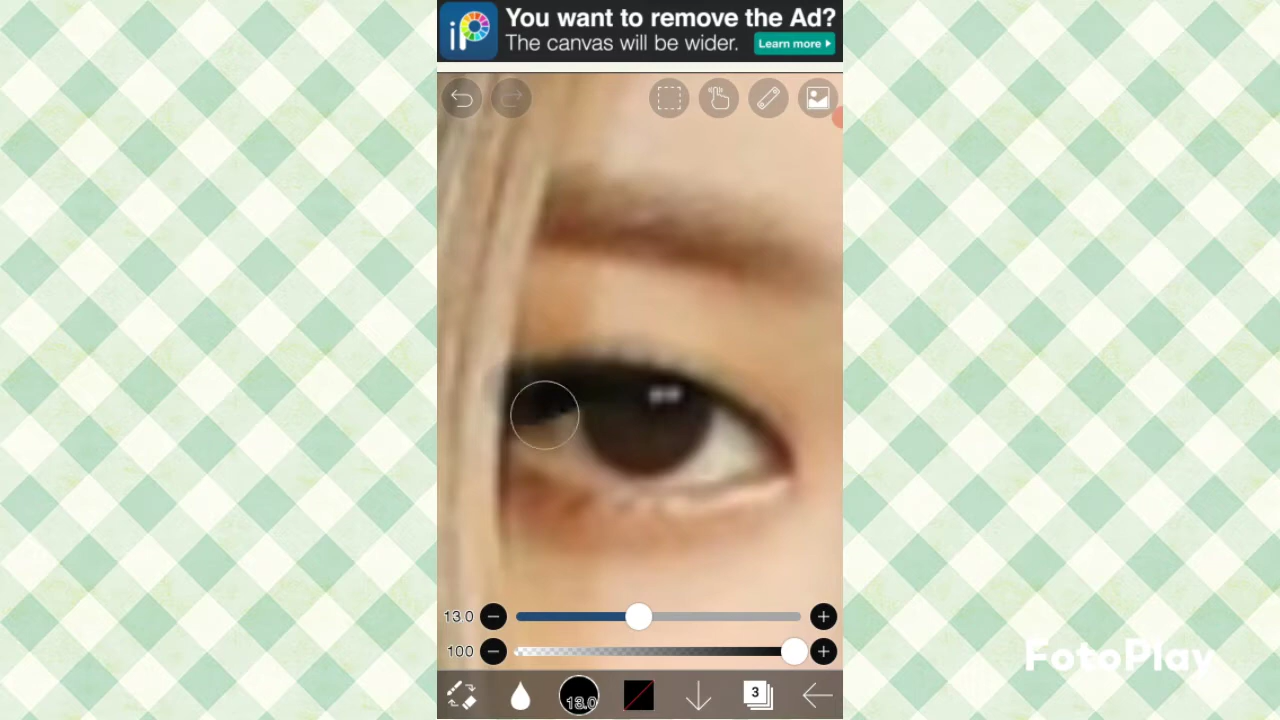 iP
You want to remove the Ad?
The canvas will be wider.
Learn more
13.0
100
13.0
3
FotoPlay